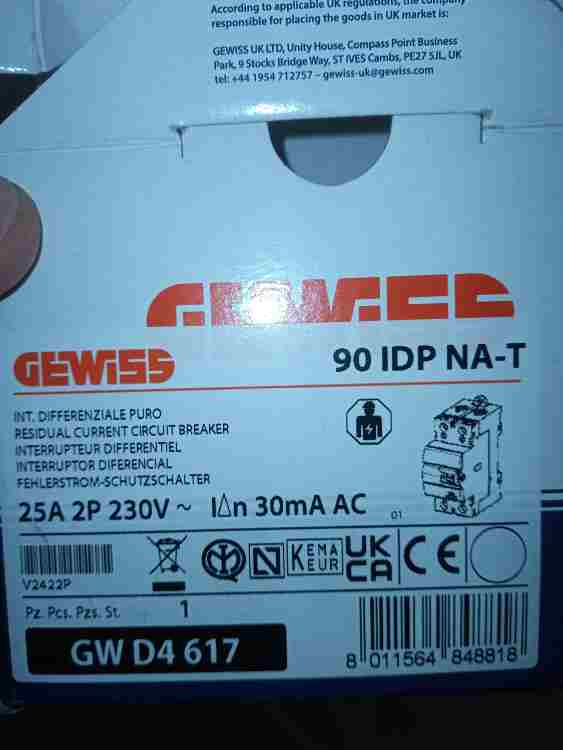 According to applicable UK regulations, the company
responsible for placing the goods in UK market is:
GEWISS UK LTD, Unity House, Compass Point Business
Park, 9 Stocks Bridge Way, ST IVES Cambs, PE27 5JL, UK
tel: +44 1954 712757 – gewiss-uk@gewiss.com
GEWISS
GEWISS
90 IDP NA-T
INT. DIFFERENZIALE PURO
RESIDUAL CURRENT CIRCUIT BREAKER
INTERRUPTEUR DIFFERENTIEL
INTERRUPTOR DIFERENCIAL
FEHLERSTROM-SCHUTZSCHALTER
25A 2P 230V ~ I∆n 30mA AC
01
V2422P
N
KEMA
KEUR
UK
CA
CE
Pz. Pcs. Pzs. St. 1
GW D4 617
8 011564 848818